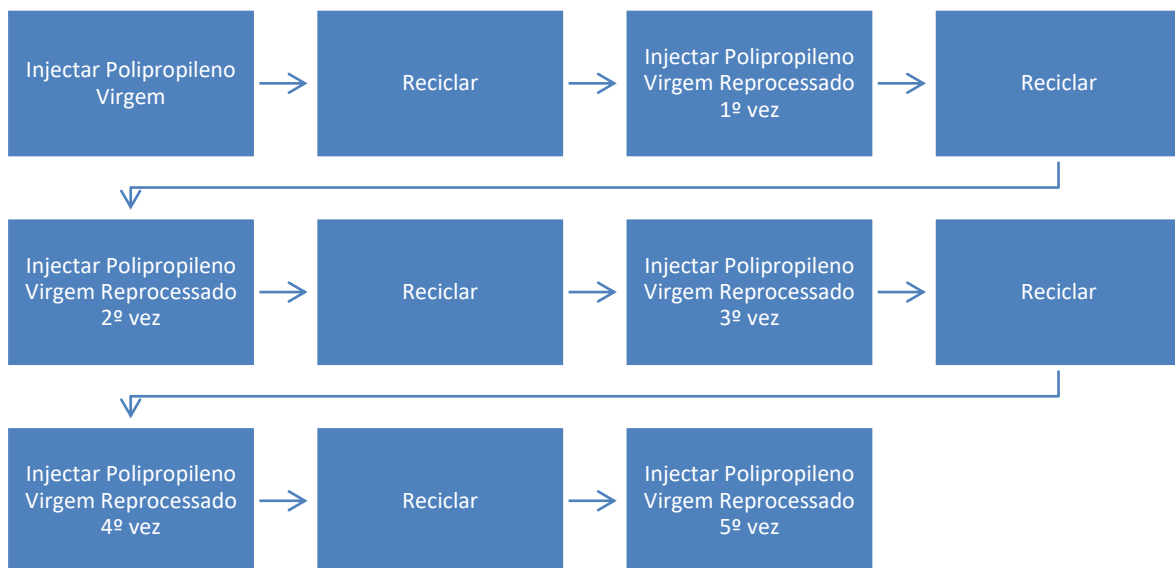 Injectar Polipropileno
Virgem
Reciclar
Injectar Polipropileno
Virgem Reprocessado
1º vez
Reciclar
Injectar Polipropileno
Virgem Reprocessado
2º vez
Reciclar
Injectar Polipropileno
Virgem Reprocessado
3º vez
Reciclar
Injectar Polipropileno
Virgem Reprocessado
4º vez
Reciclar
Injectar Polipropileno
Virgem Reprocessado
5º vez